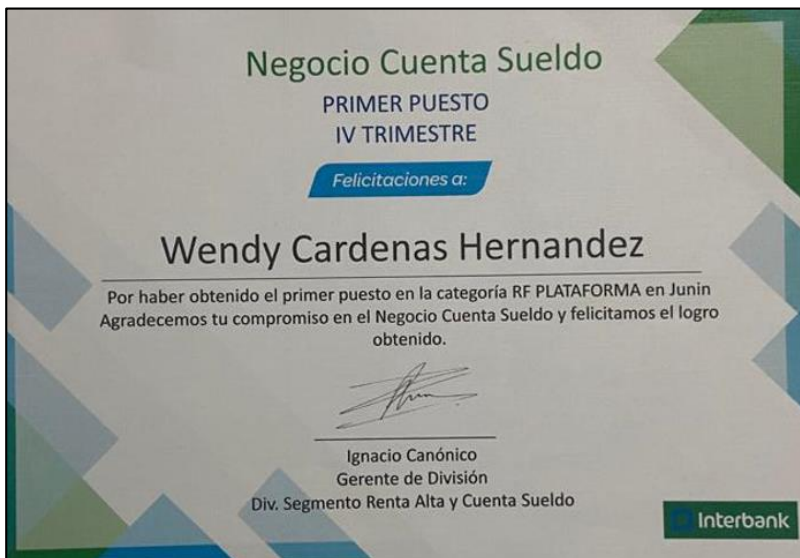 Negocio Cuenta Sueldo
PRIMER PUESTO
IV TRIMESTRE
Felicitaciones a:
Wendy Cardenas Hernandez
Por haber obtenido el primer puesto en la categoría RF PLATAFORMA en Junin
Agradecemos tu compromiso en el Negocio Cuenta Sueldo y felicitamos el logro
obtenido.
Ignacio Canónico
Gerente de División
Div. Segmento Renta Alta y Cuenta Sueldo
Interbank